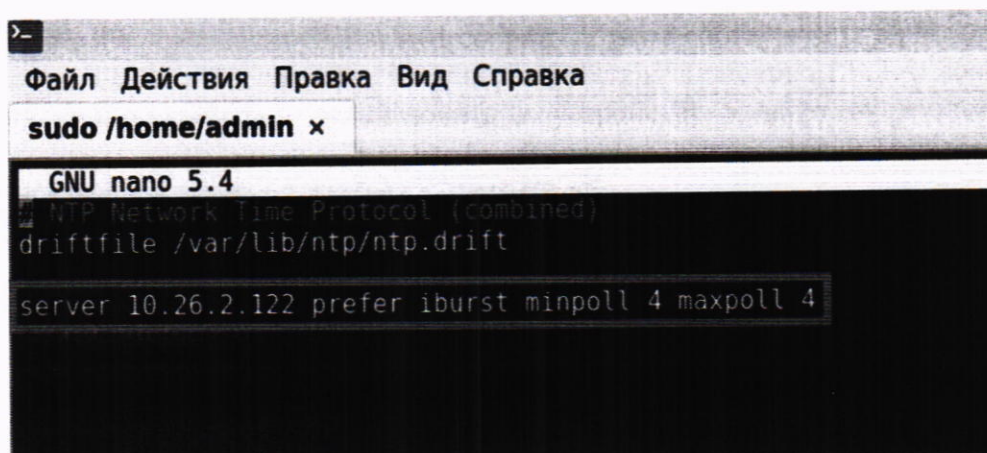 Файл Действия Правка Вид Справка
sudo /home/admin ×
GNU nano 5.4
# NTP Network Time Protocol (combined)
driftfile /var/lib/ntp/ntp.drift
server 10.26.2.122 prefer iburst minpoll 4 maxpoll 4